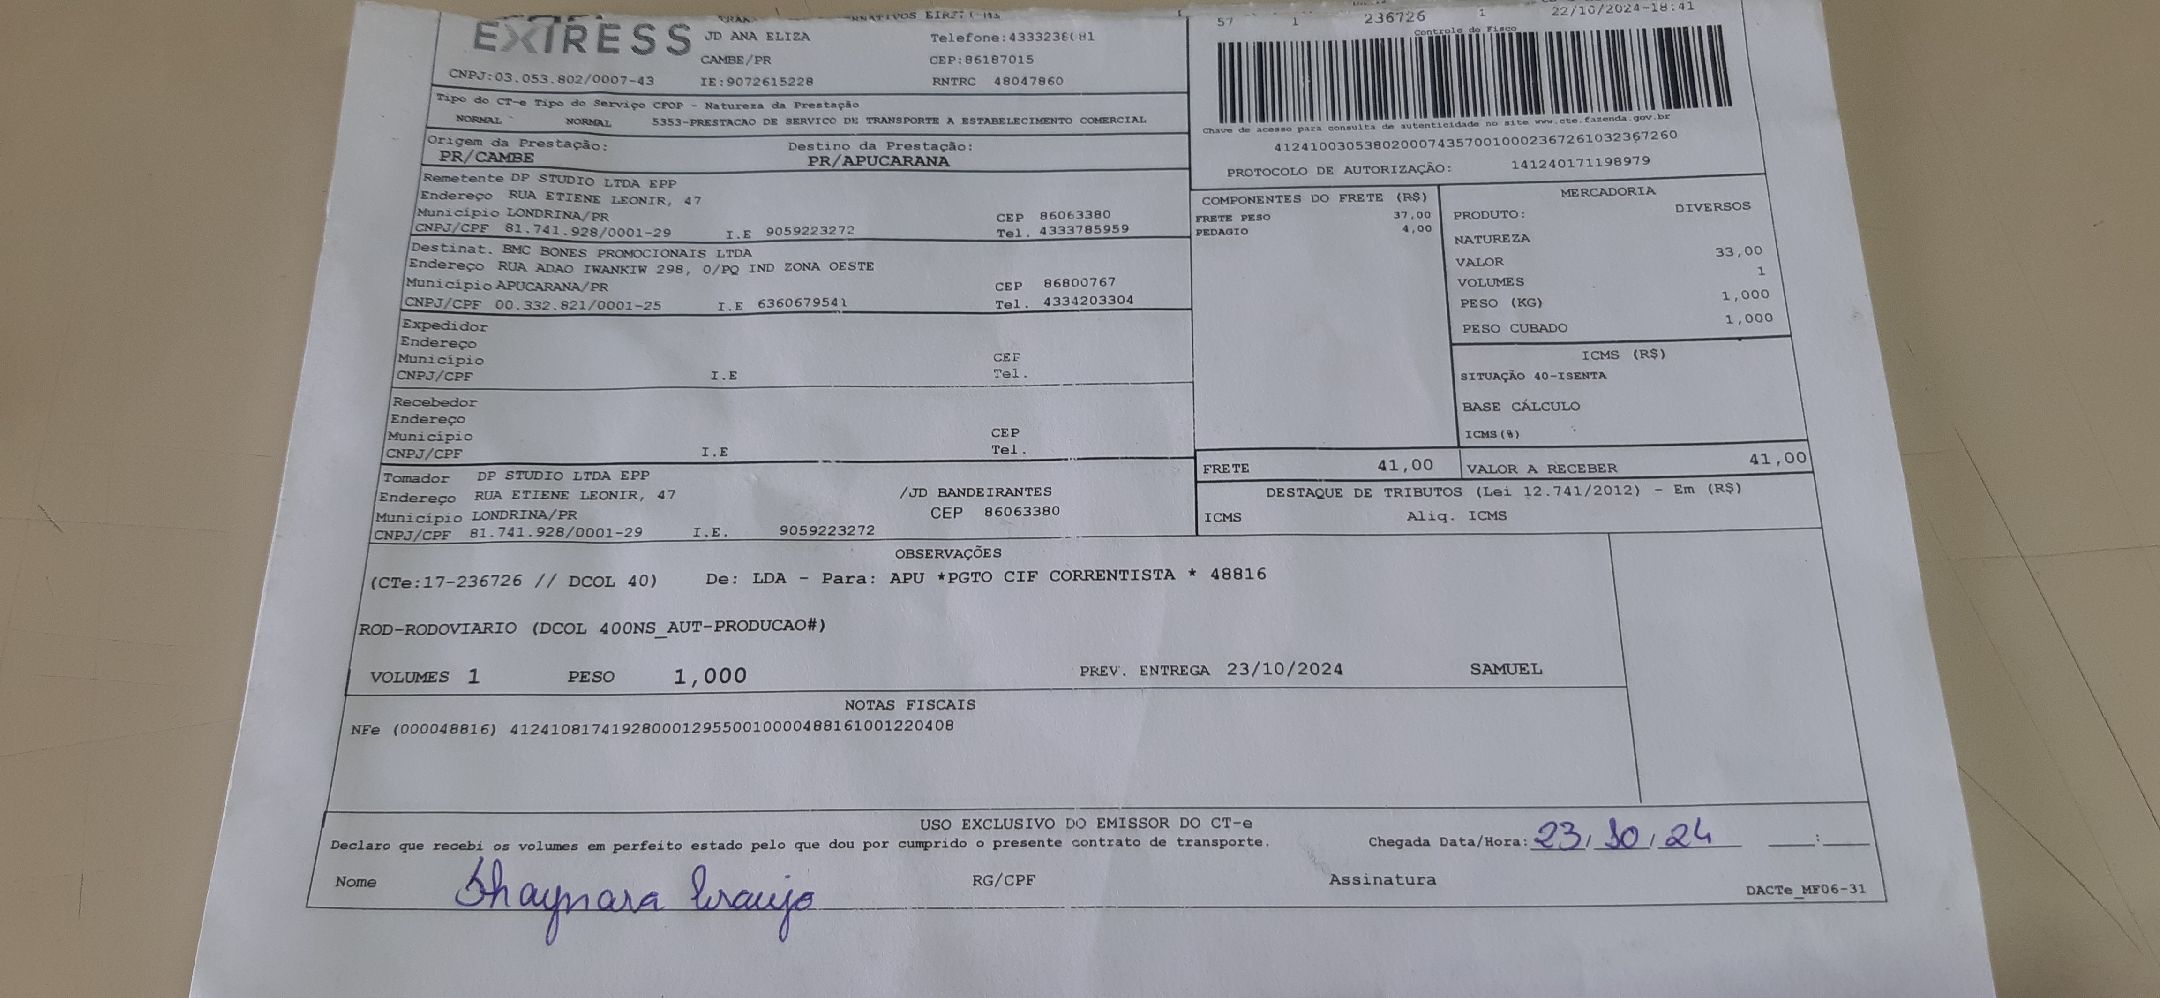 57 1 236726 1 22/10/2024-18:41
JD ANA ELIZA Telefone:
CAMBE/PR CEP:86187015
CNPJ:03.053.802/0007-43 IE:9072615228 RNTRC 48047860
Controle do Fisco
Chave de acesso para consulta de autenticidade no site www.cte.fazenda.gov.br
41241003053802000743570010002367261032367260
PROTOCOLO DE AUTORIZAÇÃO: 141240171198979
Tipo do CT-e Tipo do Serviço CFOP - Natureza da Prestação
NORMAL NORMAL 5353-PRESTACAO DE SERVICO DE TRANSPORTE A ESTABELECIMENTO COMERCIAL
Origem da Prestação: Destino da Prestação:
PR/CAMBE PR/APUCARANA
Remetente DP STUDIO LTDA EPP
Endereço RUA ETIENE LEONIR, 47
Município LONDRINA/PR CEP 86063380
CNPJ/CPF 81.741.928/0001-29 I.E 9059223272 Tel. 4333785959
Destinat. BMC BONES PROMOCIONAIS LTDA
Endereço RUA ADAO IWANKIW 298, 0/PQ IND ZONA OESTE
Município APUCARANA/PR CEP 86800767
CNPJ/CPF 00.332.821/0001-25 I.E 6360679541 Tel. 4334203304
Expedidor
Endereço
Município CEP
CNPJ/CPF I.E Tel.
Recebedor
Endereço
Município CEP
CNPJ/CPF I.E Tel.
Tomador DP STUDIO LTDA EPP
Endereço RUA ETIENE LEONIR, 47 /JD BANDEIRANTES
Município LONDRINA/PR CEP 86063380
CNPJ/CPF 81.741.928/0001-29 I.E. 9059223272
COMPONENTES DO FRETE (R$)
FRETE PESO 37,00
PEDAGIO 4,00
MERCADORIA
PRODUTO: DIVERSOS
NATUREZA
VALOR 33,00
VOLUMES 1
PESO (KG) 1,000
PESO CUBADO 1,000
ICMS (R$)
SITUAÇÃO 40-ISENTA
BASE CÁLCULO
ICMS(%)
FRETE 41,00 VALOR A RECEBER 41,00
DESTAQUE DE TRIBUTOS (Lei 12.741/2012) - Em (R$)
ICMS Aliq. ICMS
OBSERVAÇÕES
(CTe:17-236726 // DCOL 40) De: LDA - Para: APU *PGTO CIF CORRENTISTA * 48816
ROD-RODOVIARIO (DCOL 400NS_AUT-PRODUCAO#)
VOLUMES 1 PESO 1,000 PREV. ENTREGA 23/10/2024 SAMUEL
NOTAS FISCAIS
NFe (000048816) 41241081741928000129550010000488161001220408
USO EXCLUSIVO DO EMISSOR DO CT-e
Declaro que recebi os volumes em perfeito estado pelo que dou por cumprido o presente contrato de transporte. Chegada Data/Hora: 23/10/24 :
Nome Shaynara Araujo RG/CPF Assinatura DACTe_MF06-31